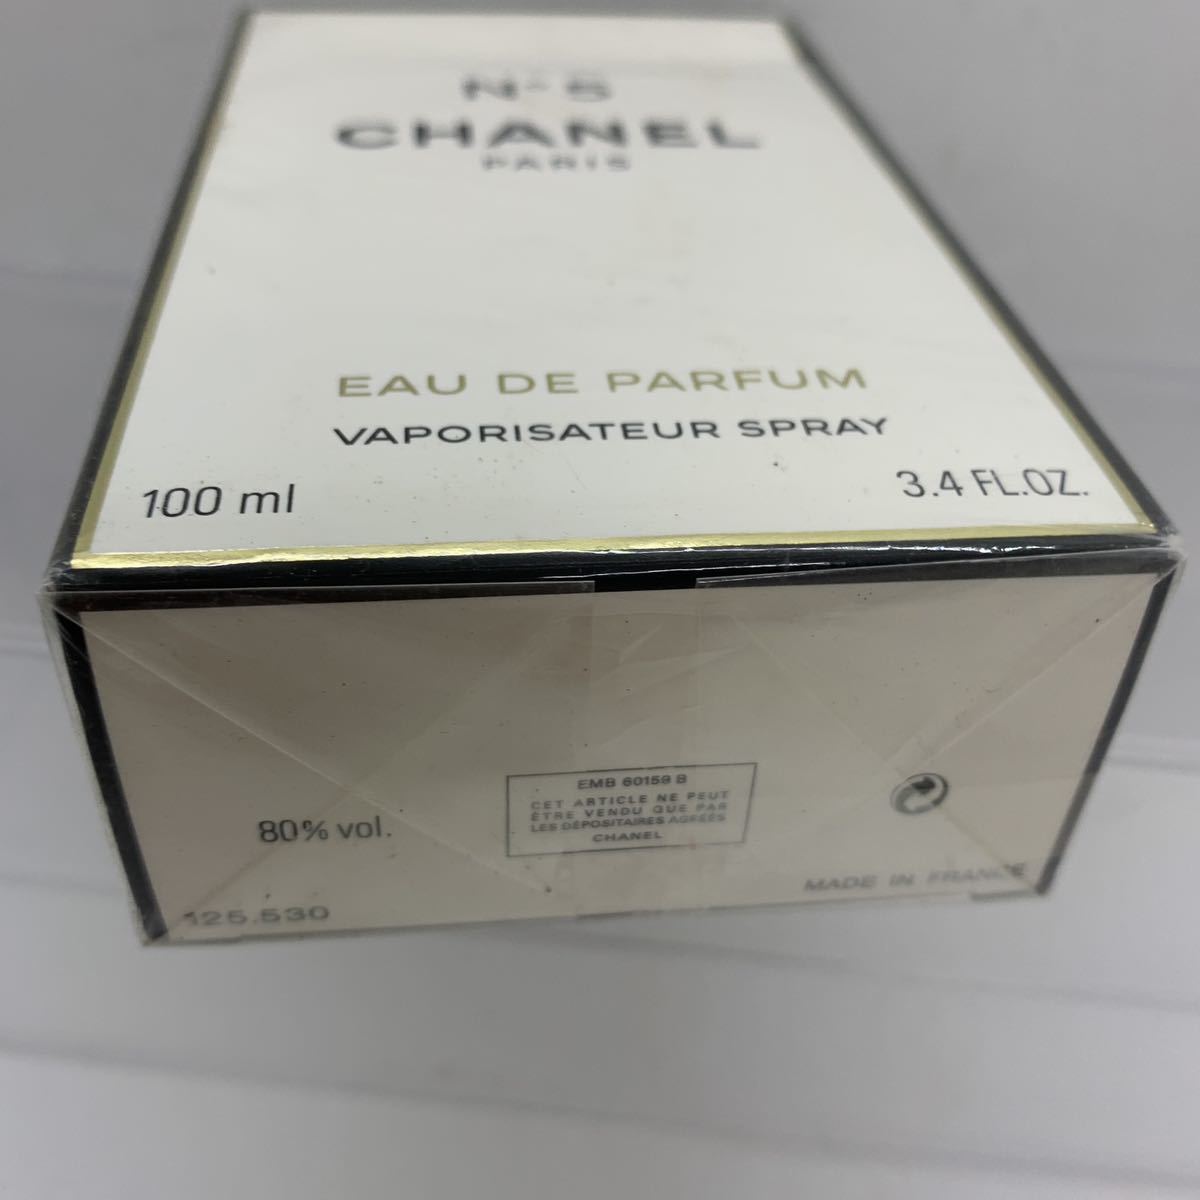 N°5
CHANEL
PARIS
EAU DE PARFUM
VAPORISATEUR SPRAY
100 ml
3.4 FL.OZ.
EMB 60159 B
CET ARTICLE NE PEUT
ÊTRE VENDU QUE PAR
LES DÉPOSITAIRES AGRÉÉS
CHANEL
80% vol.
125.530
MADE IN FRANCE